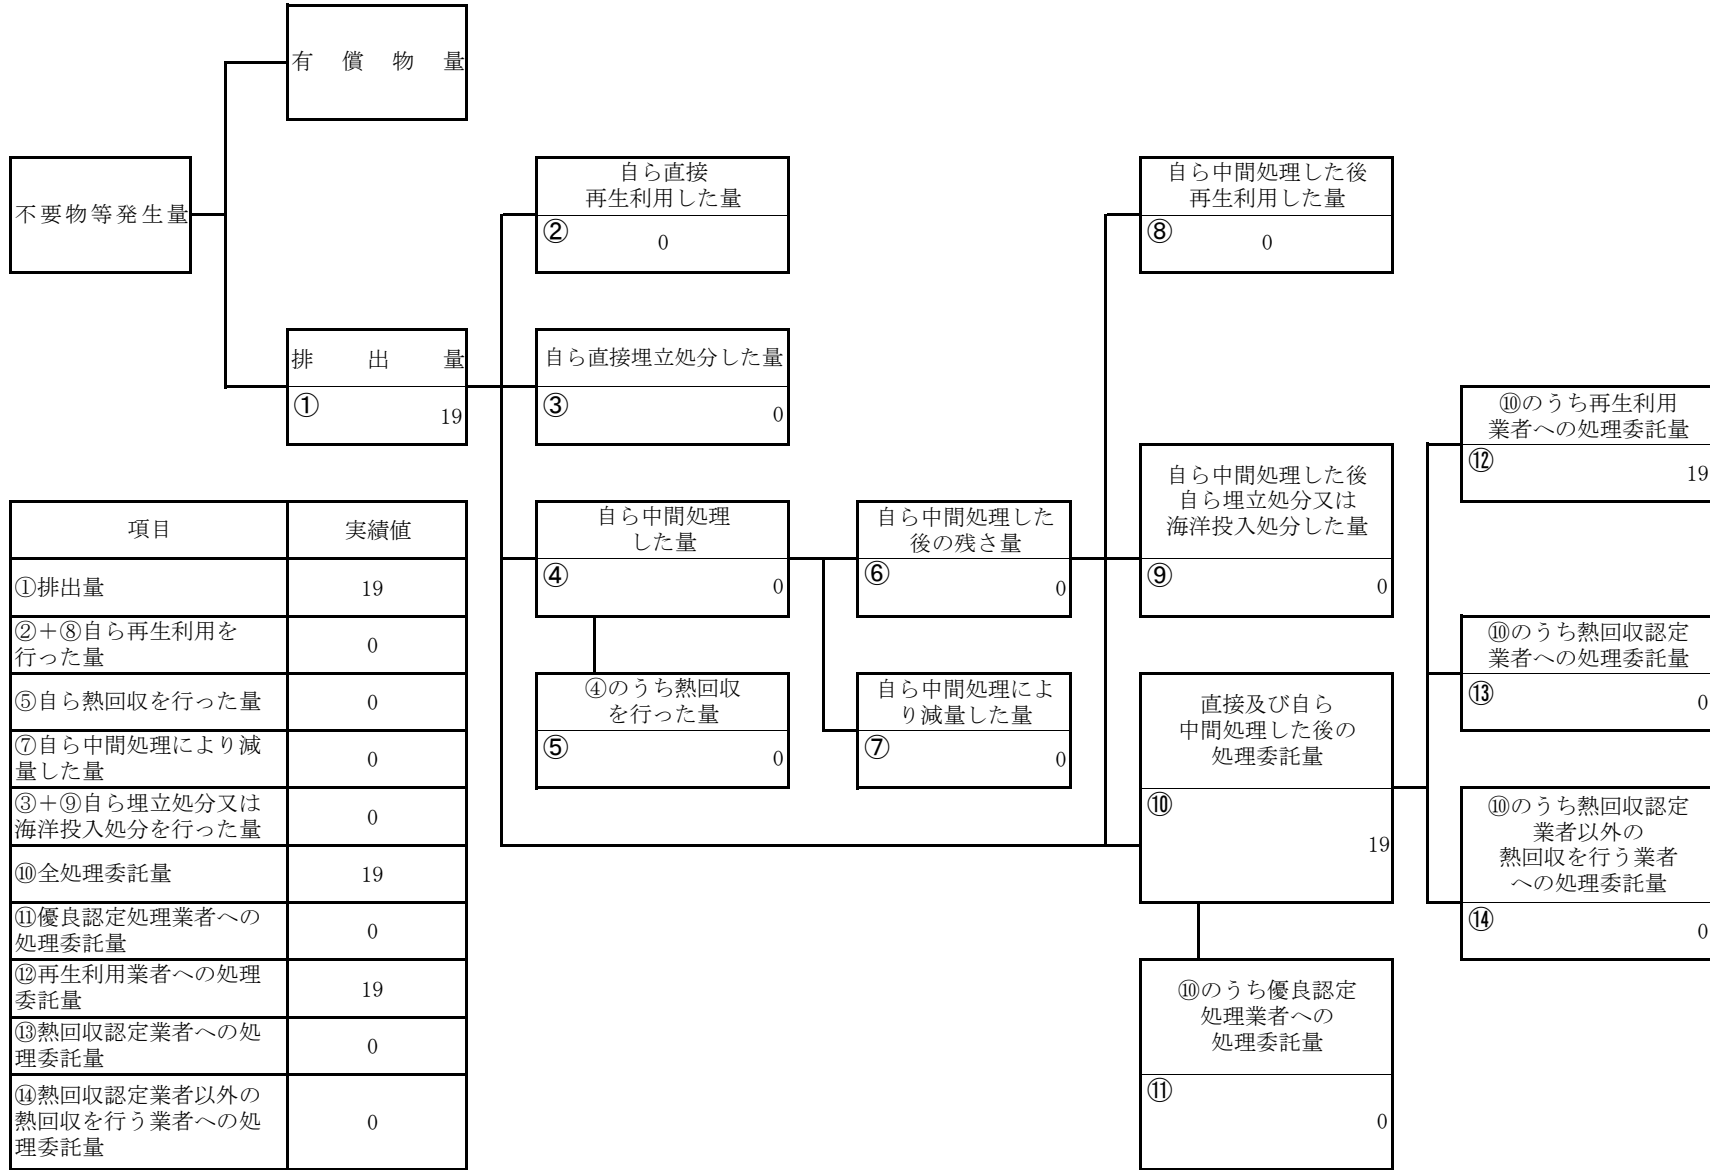 有償物量
不要物等発生量
自ら直接
再生利用した量
②
0
自ら中間処理した後
再生利用した量
⑧
0
排出量
①
19
自ら直接埋立処分した量
③
0
⑩のうち再生利用
業者への処理委託量
⑫
19
自ら中間処理
した量
④
0
自ら中間処理した
後の残さ量
⑥
0
自ら中間処理した後
自ら埋立処分又は
海洋投入処分した量
⑨
0
⑩のうち熱回収認定
業者への処理委託量
⑬
0
④のうち熱回収
を行った量
⑤
0
自ら中間処理によ
り減量した量
⑦
0
直接及び自ら
中間処理した後の
処理委託量
⑩
19
⑩のうち熱回収認定
業者以外の
熱回収を行う業者
への処理委託量
⑭
0
⑩のうち優良認定
処理業者への
処理委託量
⑪
0
項目 実績値
①排出量 19
②＋⑧自ら再生利用を
行った量 0
⑤自ら熱回収を行った量 0
⑦自ら中間処理により減
量した量 0
③＋⑨自ら埋立処分又は
海洋投入処分を行った量 0
⑩全処理委託量 19
⑪優良認定処理業者への
処理委託量 0
⑫再生利用業者への処理
委託量 19
⑬熱回収認定業者への処
理委託量 0
⑭熱回収認定業者以外の
熱回収を行う業者への処 0
理委託量